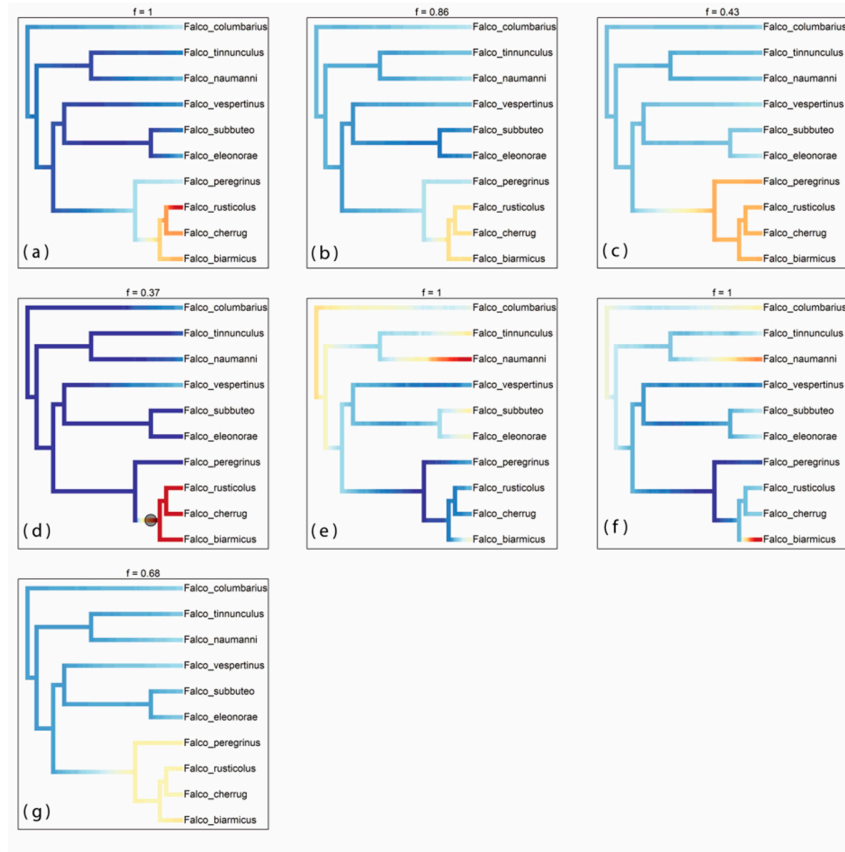 f = 1
Falco_columbarius
Falco_tinnunculus
Falco_naumanni
Falco_vespertinus
Falco_subbuteo
Falco_eleonorae
Falco_peregrinus
Falco_rusticolus
Falco_cherrug
Falco_biarmicus
(a)
f = 0.86
Falco_columbarius
Falco_tinnunculus
Falco_naumanni
Falco_vespertinus
Falco_subbuteo
Falco_eleonorae
Falco_peregrinus
Falco_rusticolus
Falco_cherrug
Falco_biarmicus
(b)
f = 0.43
Falco_columbarius
Falco_tinnunculus
Falco_naumanni
Falco_vespertinus
Falco_subbuteo
Falco_eleonorae
Falco_peregrinus
Falco_rusticolus
Falco_cherrug
Falco_biarmicus
(c)
f = 0.37
Falco_columbarius
Falco_tinnunculus
Falco_naumanni
Falco_vespertinus
Falco_subbuteo
Falco_eleonorae
Falco_peregrinus
Falco_rusticolus
Falco_cherrug
Falco_biarmicus
(d)
f = 1
Falco_columbarius
Falco_tinnunculus
Falco_naumanni
Falco_vespertinus
Falco_subbuteo
Falco_eleonorae
Falco_peregrinus
Falco_rusticolus
Falco_cherrug
Falco_biarmicus
(e)
f = 1
Falco_columbarius
Falco_tinnunculus
Falco_naumanni
Falco_vespertinus
Falco_subbuteo
Falco_eleonorae
Falco_peregrinus
Falco_rusticolus
Falco_cherrug
Falco_biarmicus
(f)
f = 0.68
Falco_columbarius
Falco_tinnunculus
Falco_naumanni
Falco_vespertinus
Falco_subbuteo
Falco_eleonorae
Falco_peregrinus
Falco_rusticolus
Falco_cherrug
Falco_biarmicus
(g)